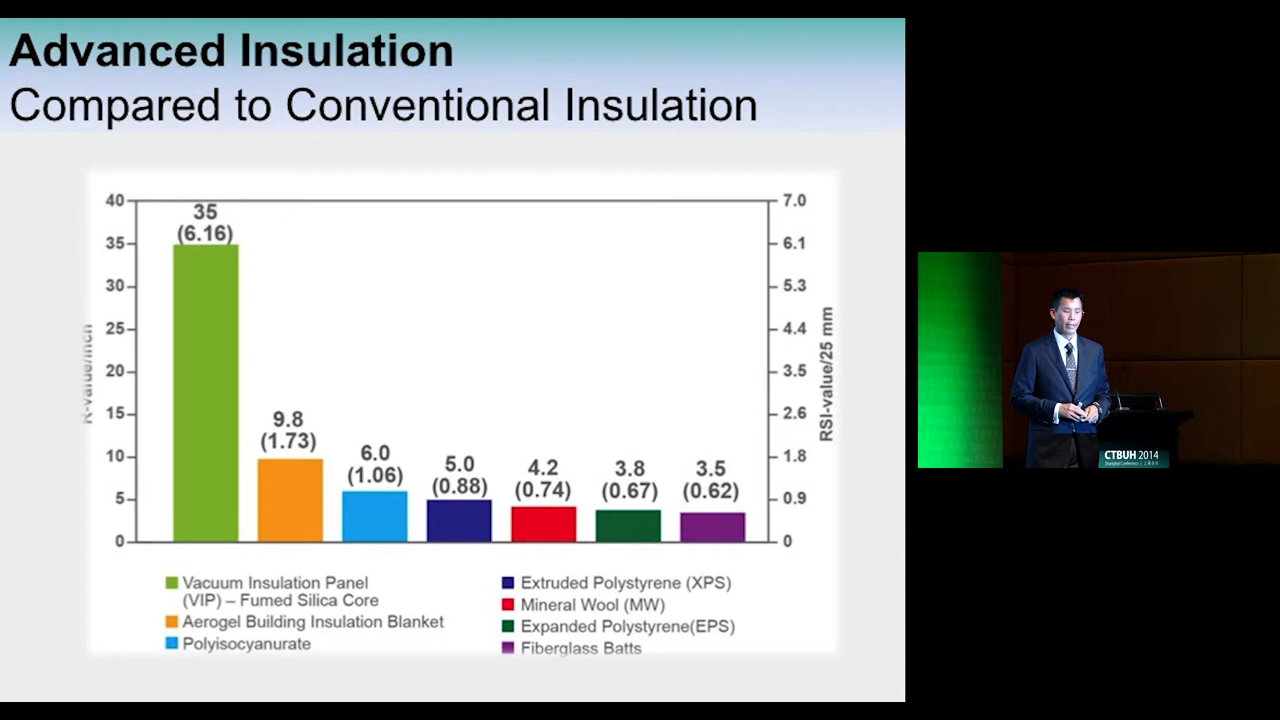 Advanced Insulation
Compared to Conventional Insulation
40
35
30
25
20
15
10
5
0
R-value/inch
35
(6.16)
9.8
(1.73)
6.0
(1.06)
5.0
(0.88)
4.2
(0.74)
3.8
(0.67)
3.5
(0.62)
7.0
6.1
5.3
4.4
3.5
2.6
1.8
0.9
0
RSI-value/25 mm
Vacuum Insulation Panel
(VIP) – Fumed Silica Core
Aerogel Building Insulation Blanket
Polyisocyanurate
Extruded Polystyrene (XPS)
Mineral Wool (MW)
Expanded Polystyrene(EPS)
Fiberglass Batts
CTBUH 2014
Shanghai Conference